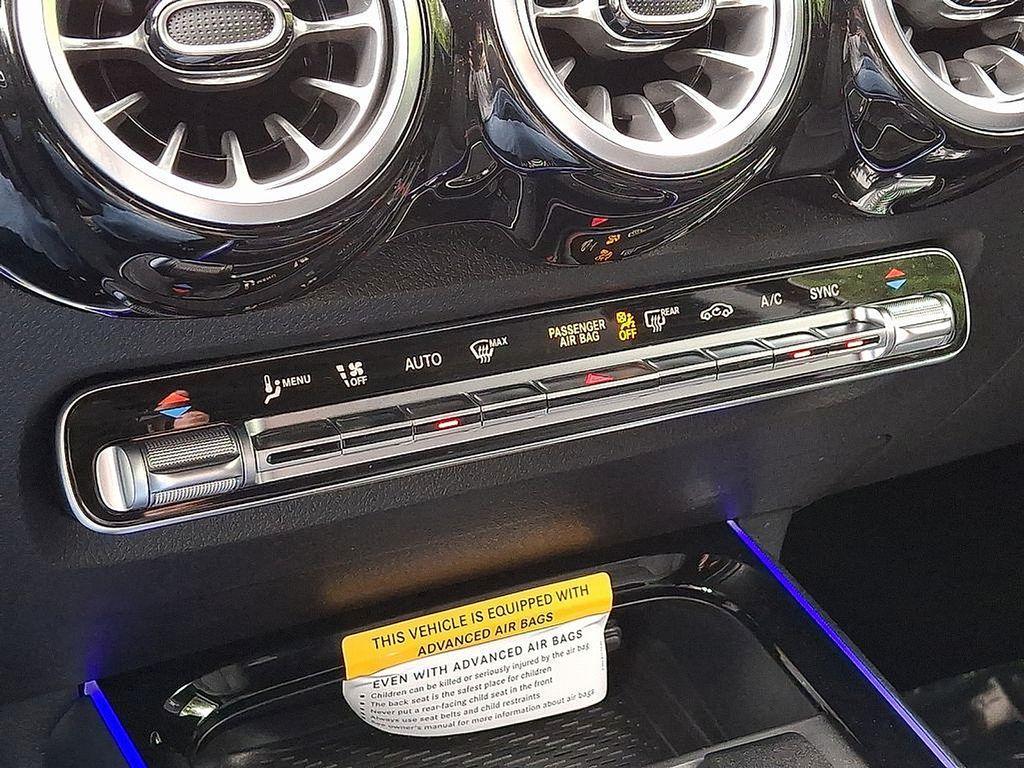 MENU
OFF
AUTO
MAX
PASSENGER
AIR BAG
OFF
REAR
A/C
SYNC
THIS VEHICLE IS EQUIPPED WITH
ADVANCED AIR BAGS
EVEN WITH ADVANCED AIR BAGS
Children can be killed or seriously injured by the air bag
The back seat is the safest place for children
Never put a rear-facing child seat in the front
Always use seat belts and child restraints
owner's manual for more information about air bags